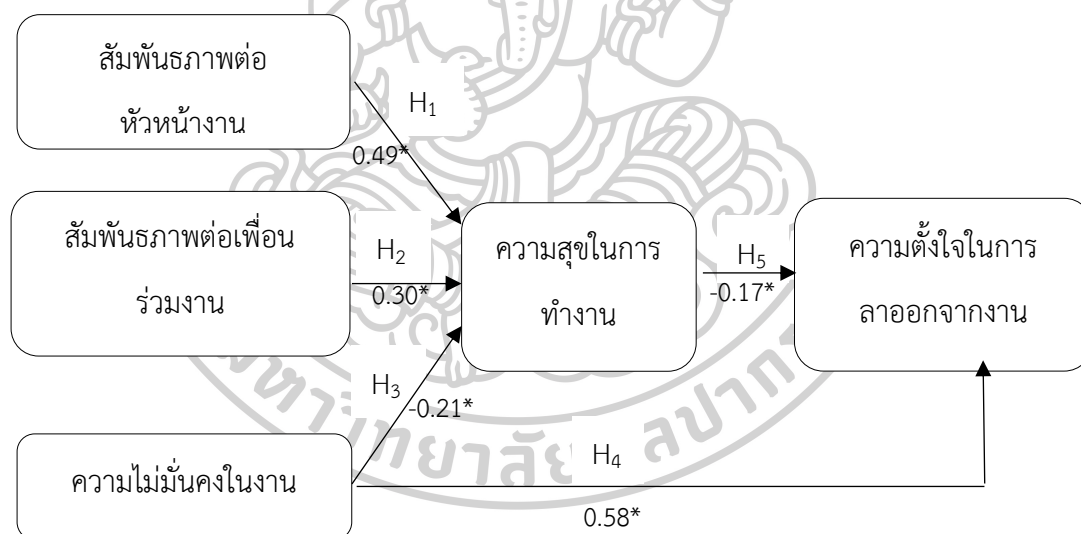 สัมพันธภาพต่อ
หัวหน้างาน
H₁
0.49*
สัมพันธภาพต่อเพื่อน
ร่วมงาน
H₂
0.30*
ความสุขในการ
ทำงาน
H₅
-0.17*
ความตั้งใจในการ
ลาออกจากงาน
H₃
-0.21*
ความไม่มั่นคงในงาน
H₄
0.58*